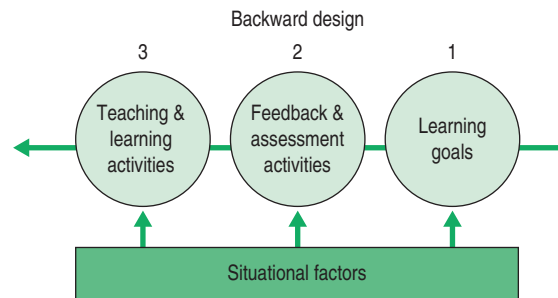 Backward design
3 2 1
Teaching &
learning
activities
Feedback &
assessment
activities
Learning
goals
Situational factors